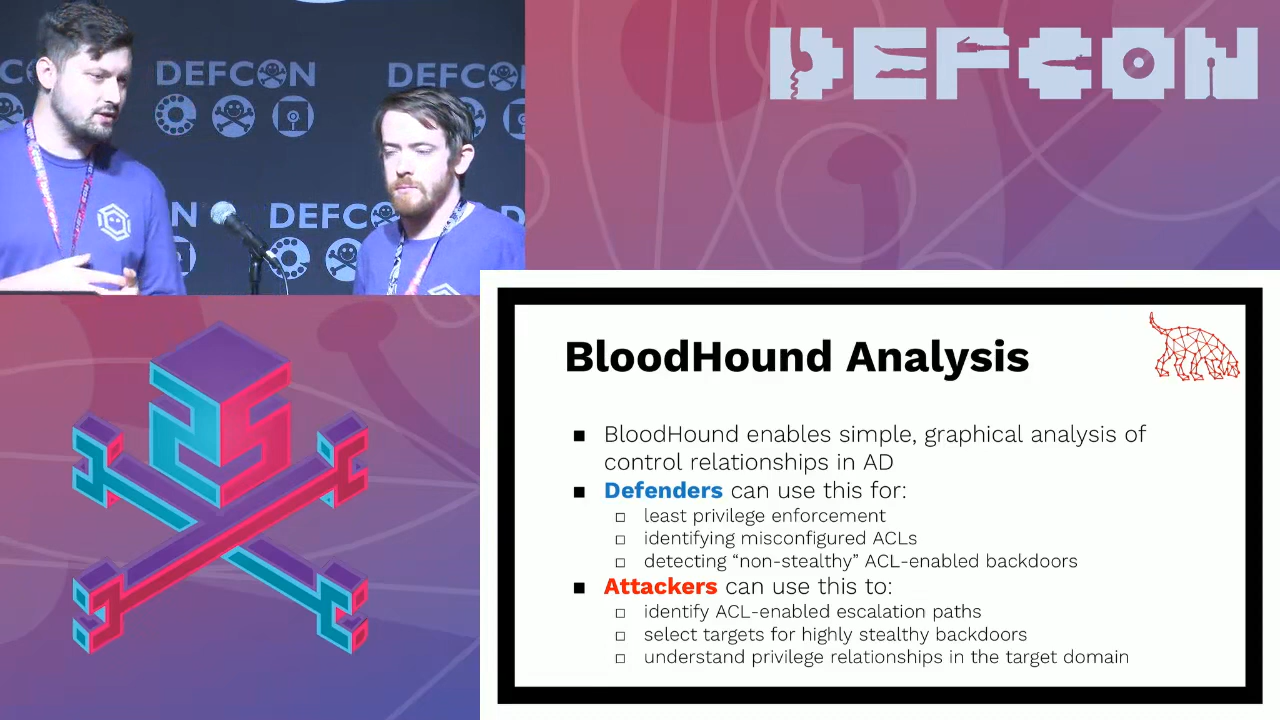 DEFCON
DEFCON
DEFCON
DEFCON
25
BloodHound Analysis
■ BloodHound enables simple, graphical analysis of
control relationships in AD
■ Defenders can use this for:
□ least privilege enforcement
□ identifying misconfigured ACLs
□ detecting “non-stealthy” ACL-enabled backdoors
■ Attackers can use this to:
□ identify ACL-enabled escalation paths
□ select targets for highly stealthy backdoors
□ understand privilege relationships in the target domain